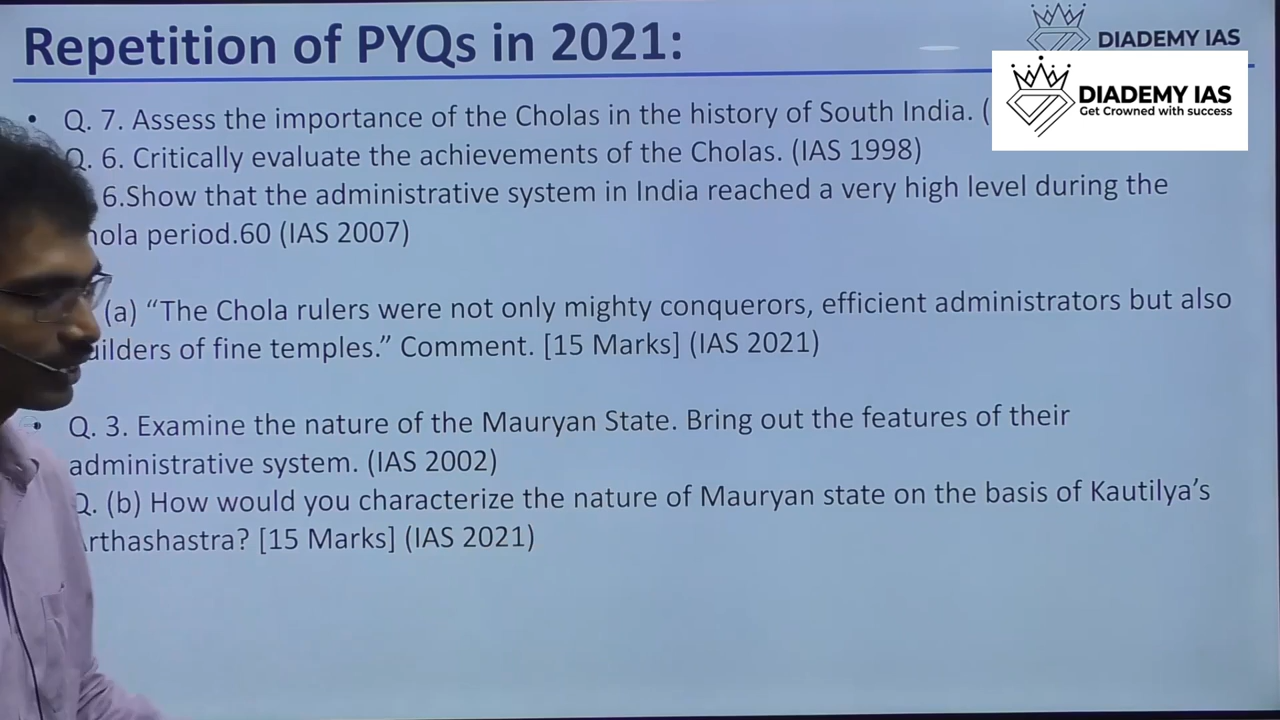 Repetition of PYQs in 2021:
DIADEMY IAS
DIADEMY IAS
Get Crowned with success
• Q. 7. Assess the importance of the Cholas in the history of South India. (
Q. 6. Critically evaluate the achievements of the Cholas. (IAS 1998)
6.Show that the administrative system in India reached a very high level during the
hola period.60 (IAS 2007)
(a) “The Chola rulers were not only mighty conquerors, efficient administrators but also
uilders of fine temples.” Comment. [15 Marks] (IAS 2021)
Q. 3. Examine the nature of the Mauryan State. Bring out the features of their
administrative system. (IAS 2002)
Q. (b) How would you characterize the nature of Mauryan state on the basis of Kautilya’s
rthashastra? [15 Marks] (IAS 2021)